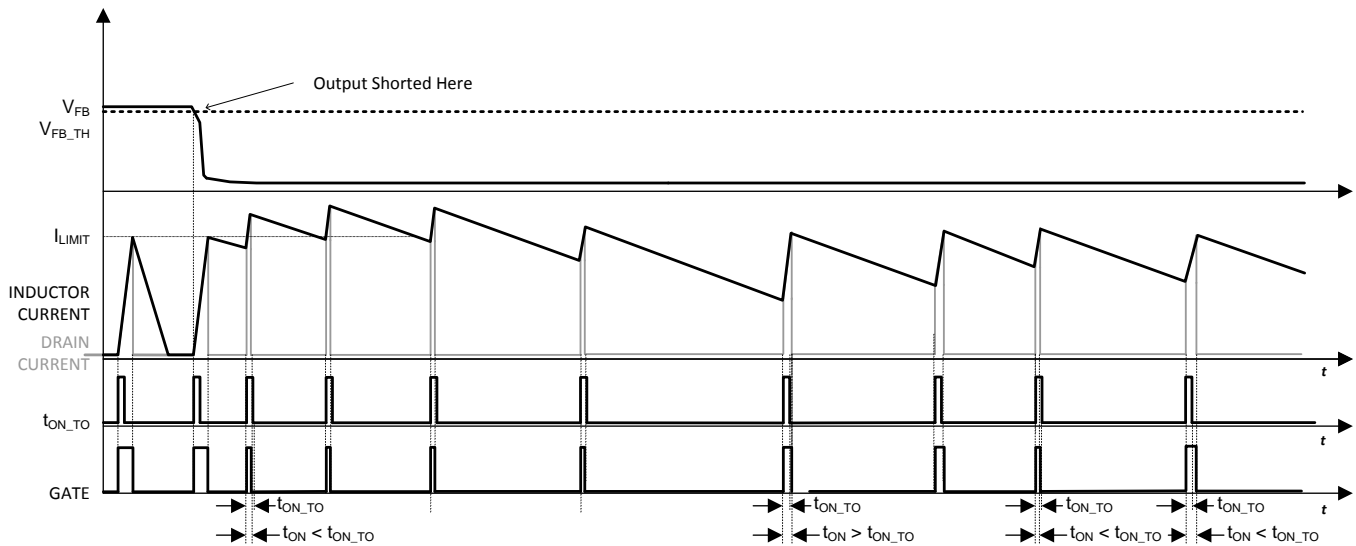 Output Shorted Here
V_FB
V_FB_TH
I_LIMIT
INDUCTOR
CURRENT
DRAIN
CURRENT
t
t_ON_TO
t
GATE
t
t_ON_TO
t_ON_TO
t_ON_TO
t_ON_TO
t_ON < t_ON_TO
t_ON > t_ON_TO
t_ON < t_ON_TO
t_ON < t_ON_TO